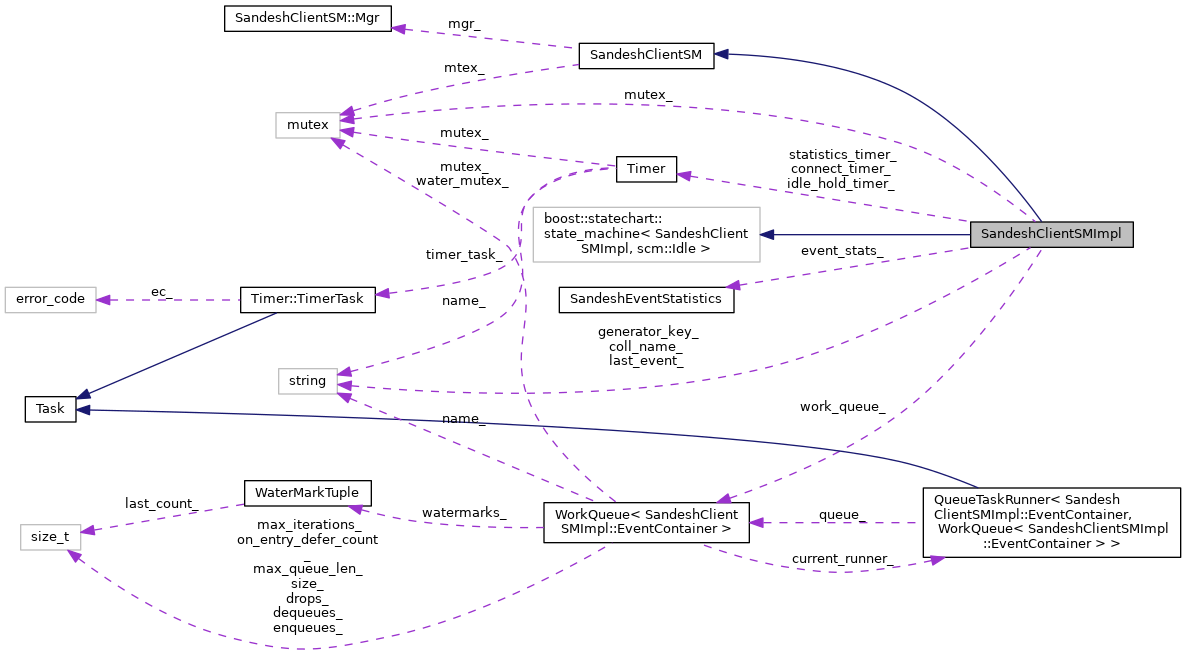 SandeshClientSM::Mgr
mgr_
SandeshClientSM
mtex_
mutex_
mutex
mutex_
statistics_timer_
connect_timer_
idle_hold_timer_
Timer
mutex_
water_mutex_
boost::statechart::
state_machine< SandeshClient
SMImpl, scm::Idle >
SandeshClientSMImpl
event_stats_
timer_task_
error_code
ec_
Timer::TimerTask
name_
SandeshEventStatistics
generator_key_
coll_name_
last_event_
string
Task
work_queue_
name_
WaterMarkTuple
last_count_
watermarks_
WorkQueue< SandeshClient
SMImpl::EventContainer >
queue_
current_runner_
QueueTaskRunner< Sandesh
ClientSMImpl::EventContainer,
WorkQueue< SandeshClientSMImpl
::EventContainer > >
size_t
max_iterations_
on_entry_defer_count
_
max_queue_len_
size_
drops_
dequeues_
enqueues_